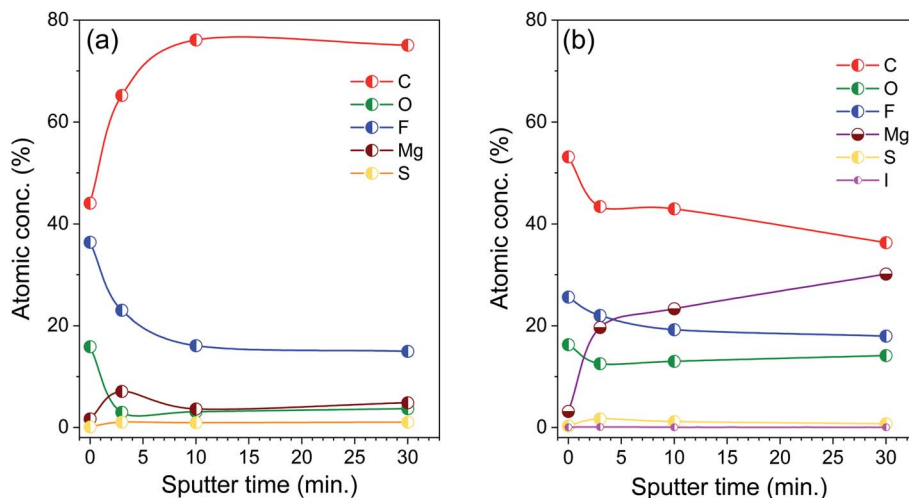 (a)
80
60
40
20
0
0 5 10 15 20 25 30
Atomic conc. (%)
Sputter time (min.)
C
O
F
Mg
S
(b)
80
60
40
20
0
0 5 10 15 20 25 30
Atomic conc. (%)
Sputter time (min.)
C
O
F
Mg
S
I